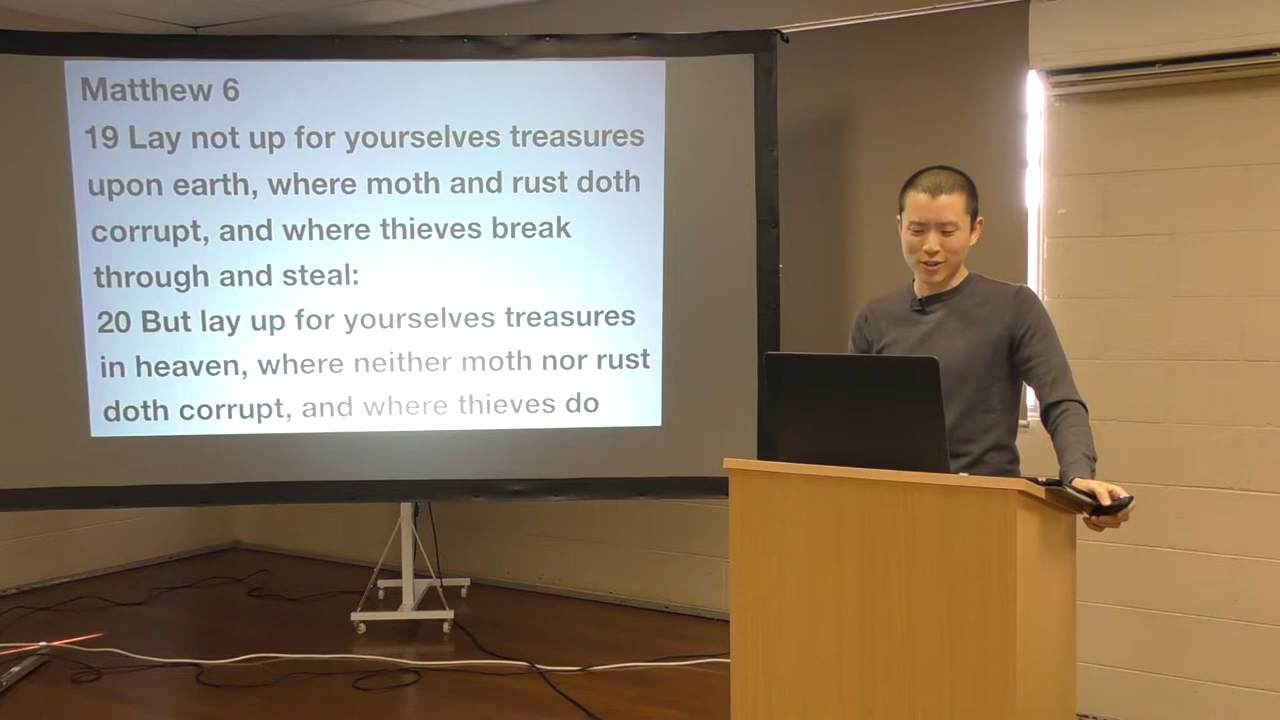 Matthew 6
19 Lay not up for yourselves treasures
upon earth, where moth and rust doth
corrupt, and where thieves break
through and steal:
20 But lay up for yourselves treasures
in heaven, where neither moth nor rust
doth corrupt, and where thieves do